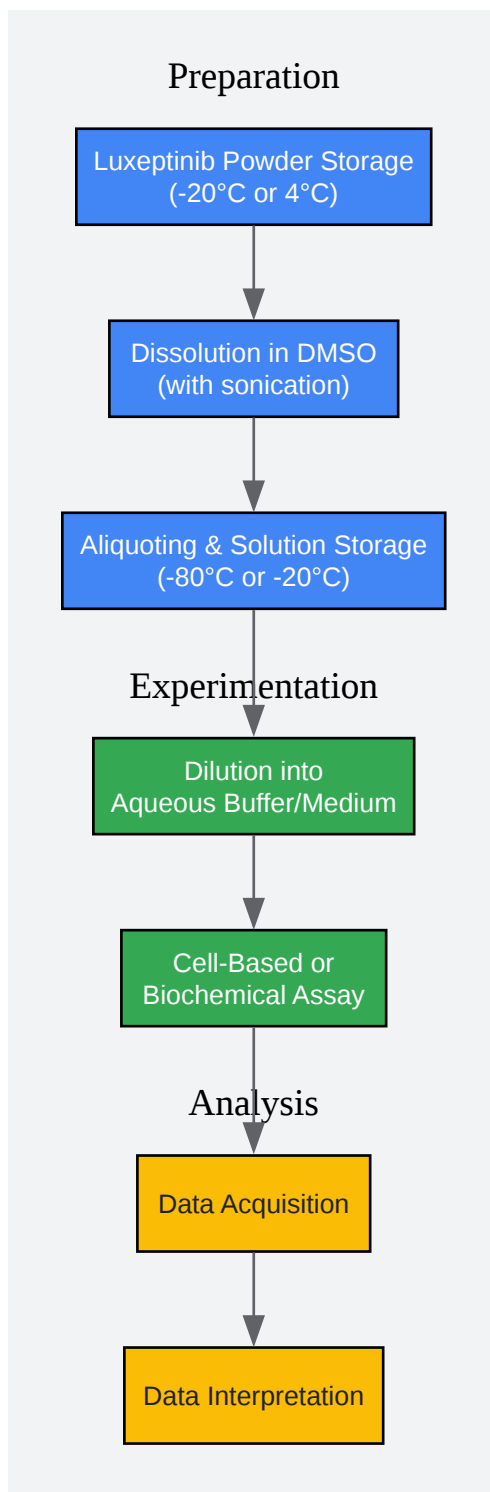 Preparation
Luxeptinib Powder Storage
(-20°C or 4°C)
Dissolution in DMSO
(with sonication)
Aliquoting & Solution Storage
(-80°C or -20°C)
Experimentation
Dilution into
Aqueous Buffer/Medium
Cell-Based or
Biochemical Assay
Analysis
Data Acquisition
Data Interpretation